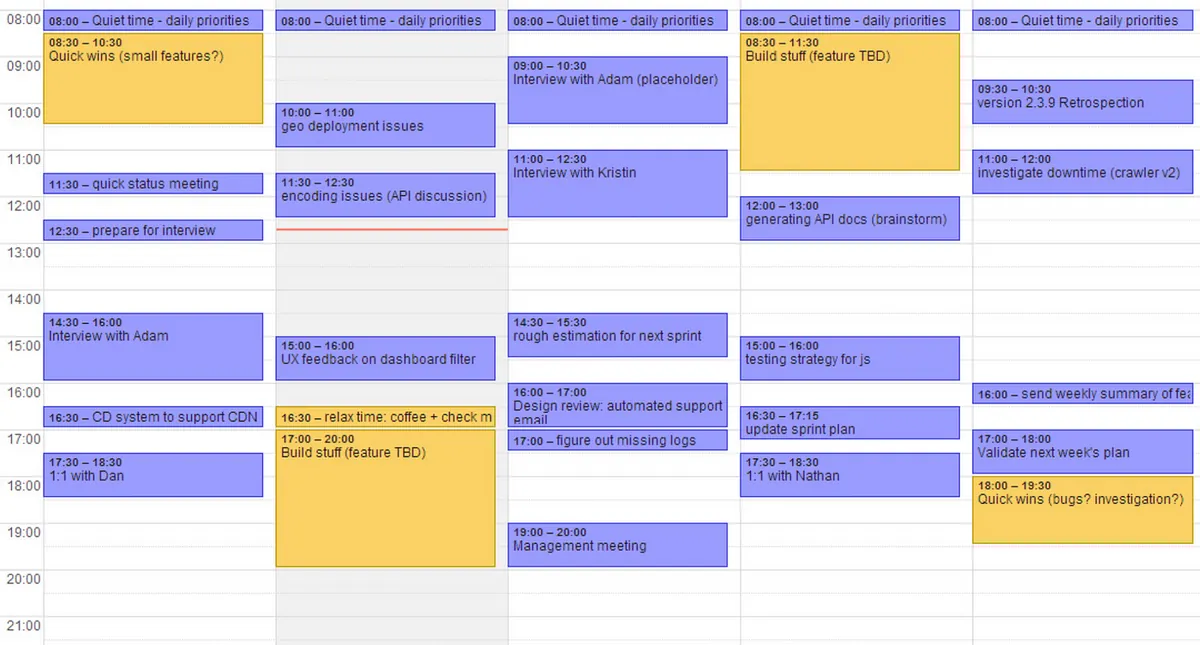 08:00
09:00
10:00
11:00
12:00
13:00
14:00
15:00
16:00
17:00
18:00
19:00
20:00
21:00
08:00 – Quiet time - daily priorities
08:30 – 10:30
Quick wins (small features?)
11:30 – quick status meeting
12:30 – prepare for interview
14:30 – 16:00
Interview with Adam
16:30 – CD system to support CDN
17:30 – 18:30
1:1 with Dan
08:00 – Quiet time - daily priorities
10:00 – 11:00
geo deployment issues
11:30 – 12:30
encoding issues (API discussion)
15:00 – 16:00
UX feedback on dashboard filter
16:30 – relax time: coffee + check m
17:00 – 20:00
Build stuff (feature TBD)
08:00 – Quiet time - daily priorities
09:00 – 10:30
Interview with Adam (placeholder)
11:00 – 12:30
Interview with Kristin
14:30 – 15:30
rough estimation for next sprint
16:00 – 17:00
Design review: automated support
email
17:00 – figure out missing logs
19:00 – 20:00
Management meeting
08:00 – Quiet time - daily priorities
08:30 – 11:30
Build stuff (feature TBD)
12:00 – 13:00
generating API docs (brainstorm)
15:00 – 16:00
testing strategy for js
16:30 – 17:15
update sprint plan
17:30 – 18:30
1:1 with Nathan
08:00 – Quiet time - daily priorities
09:30 – 10:30
version 2.3.9 Retrospection
11:00 – 12:00
investigate downtime (crawler v2)
16:00 – send weekly summary of fea
17:00 – 18:00
Validate next week's plan
18:00 – 19:30
Quick wins (bugs? investigation?)